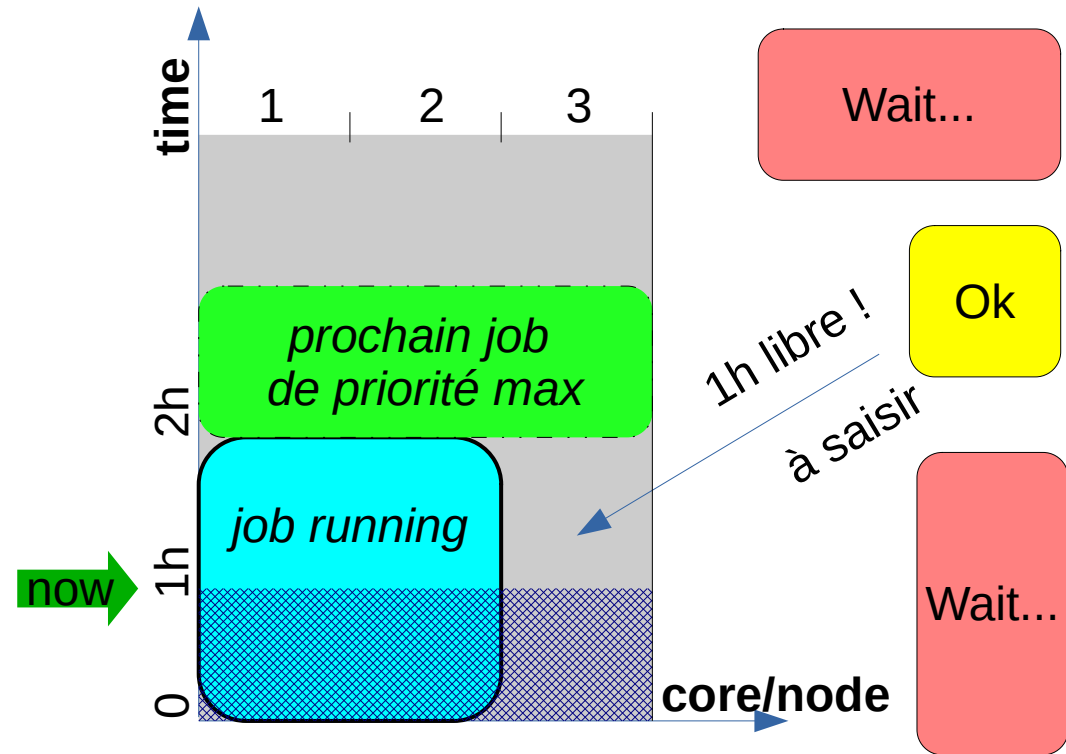 time
1
2
3
Wait...
prochain job
de priorité max
Ok
1h libre !
à saisir
2h
job running
1h
now
Wait...
0
core/node